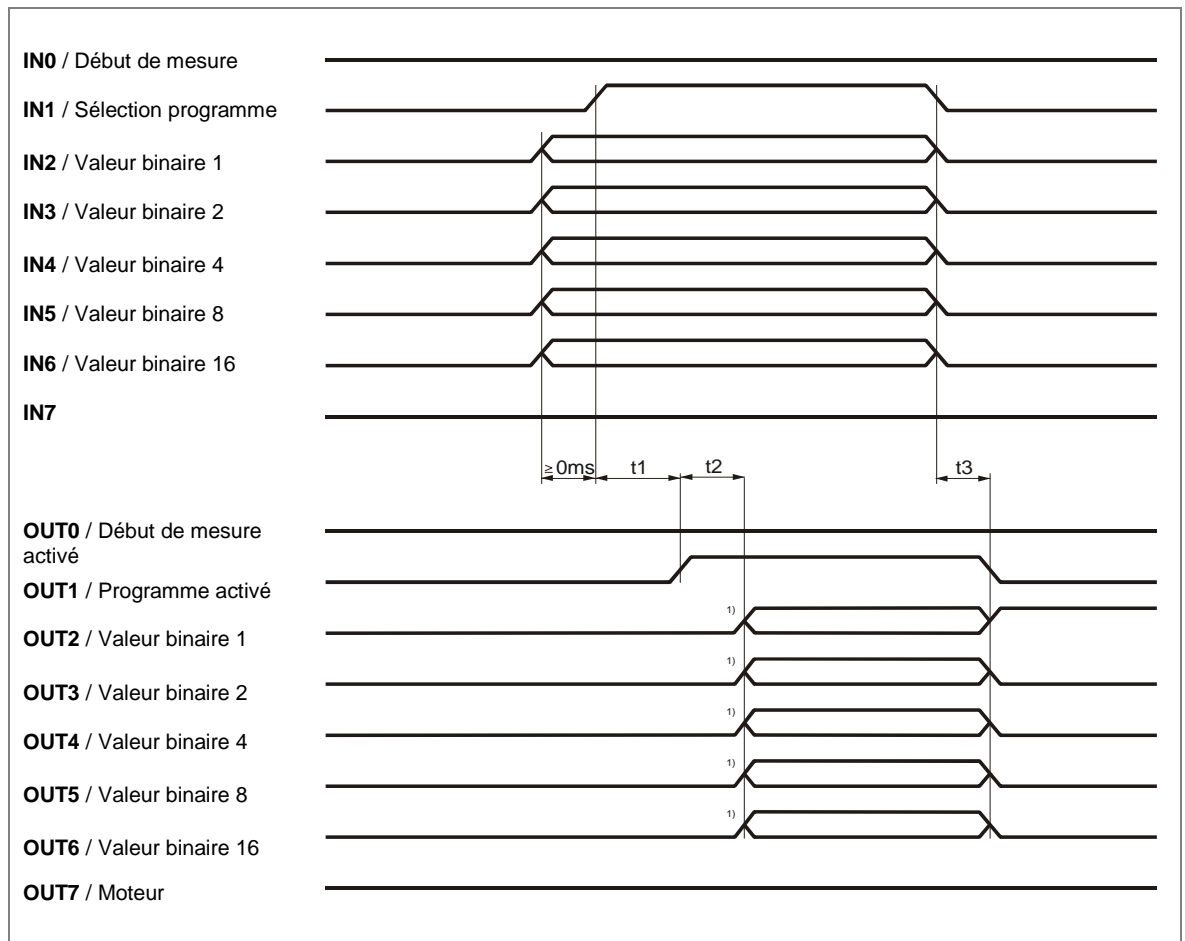 IN0 / Début de mesure
IN1 / Sélection programme
IN2 / Valeur binaire 1
IN3 / Valeur binaire 2
IN4 / Valeur binaire 4
IN5 / Valeur binaire 8
IN6 / Valeur binaire 16
IN7
≥0ms t1 t2 t3
OUT0 / Début de mesure
activé
OUT1 / Programme activé
1)
OUT2 / Valeur binaire 1
1)
OUT3 / Valeur binaire 2
1)
OUT4 / Valeur binaire 4
1)
OUT5 / Valeur binaire 8
1)
OUT6 / Valeur binaire 16
OUT7 / Moteur